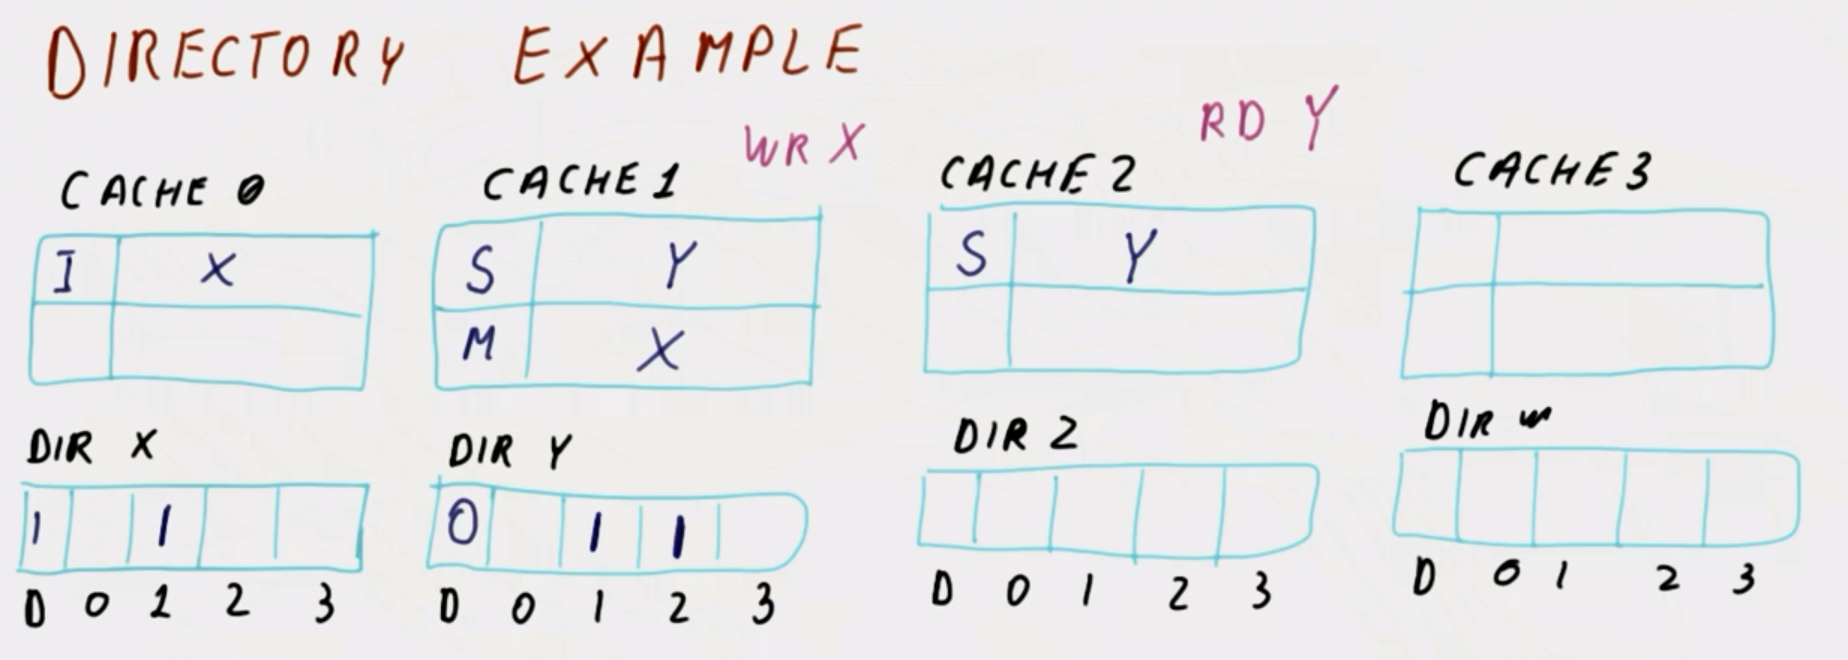 DIRECTORY EXAMPLE
WR X RD Y
CACHE 0 CACHE 1 CACHE 2 CACHE 3
I X S Y S Y
M X
DIR X DIR Y DIR Z DIR W
1 1 0 1 1
D 0 1 2 3 D 0 1 2 3 D 0 1 2 3 D 0 1 2 3